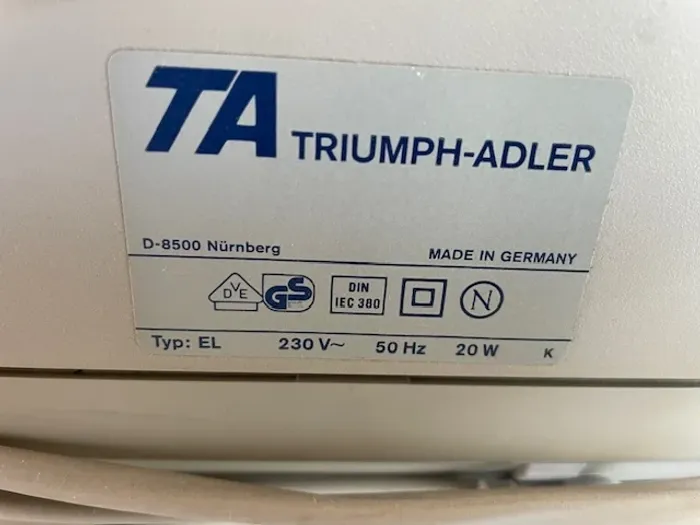 TA TRIUMPH-ADLER
D-8500 Nürnberg MADE IN GERMANY
DVE GS DIN IEC 380 N
Typ: EL 230 V~ 50 Hz 20 W K